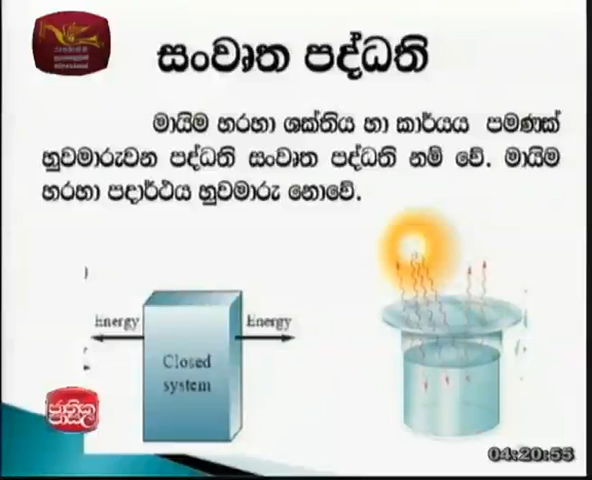 සංවෘත පද්ධති
මායිම හරහා ශක්තිය හා කාර්යය පමණක්
හුවමාරුවන පද්ධති සංවෘත පද්ධති නම් වේ. මායිම
හරහා පදාර්ථය හුවමාරු නොවේ.
Energy
Energy
Closed
system
ජාතික
පාසල
04:20:55